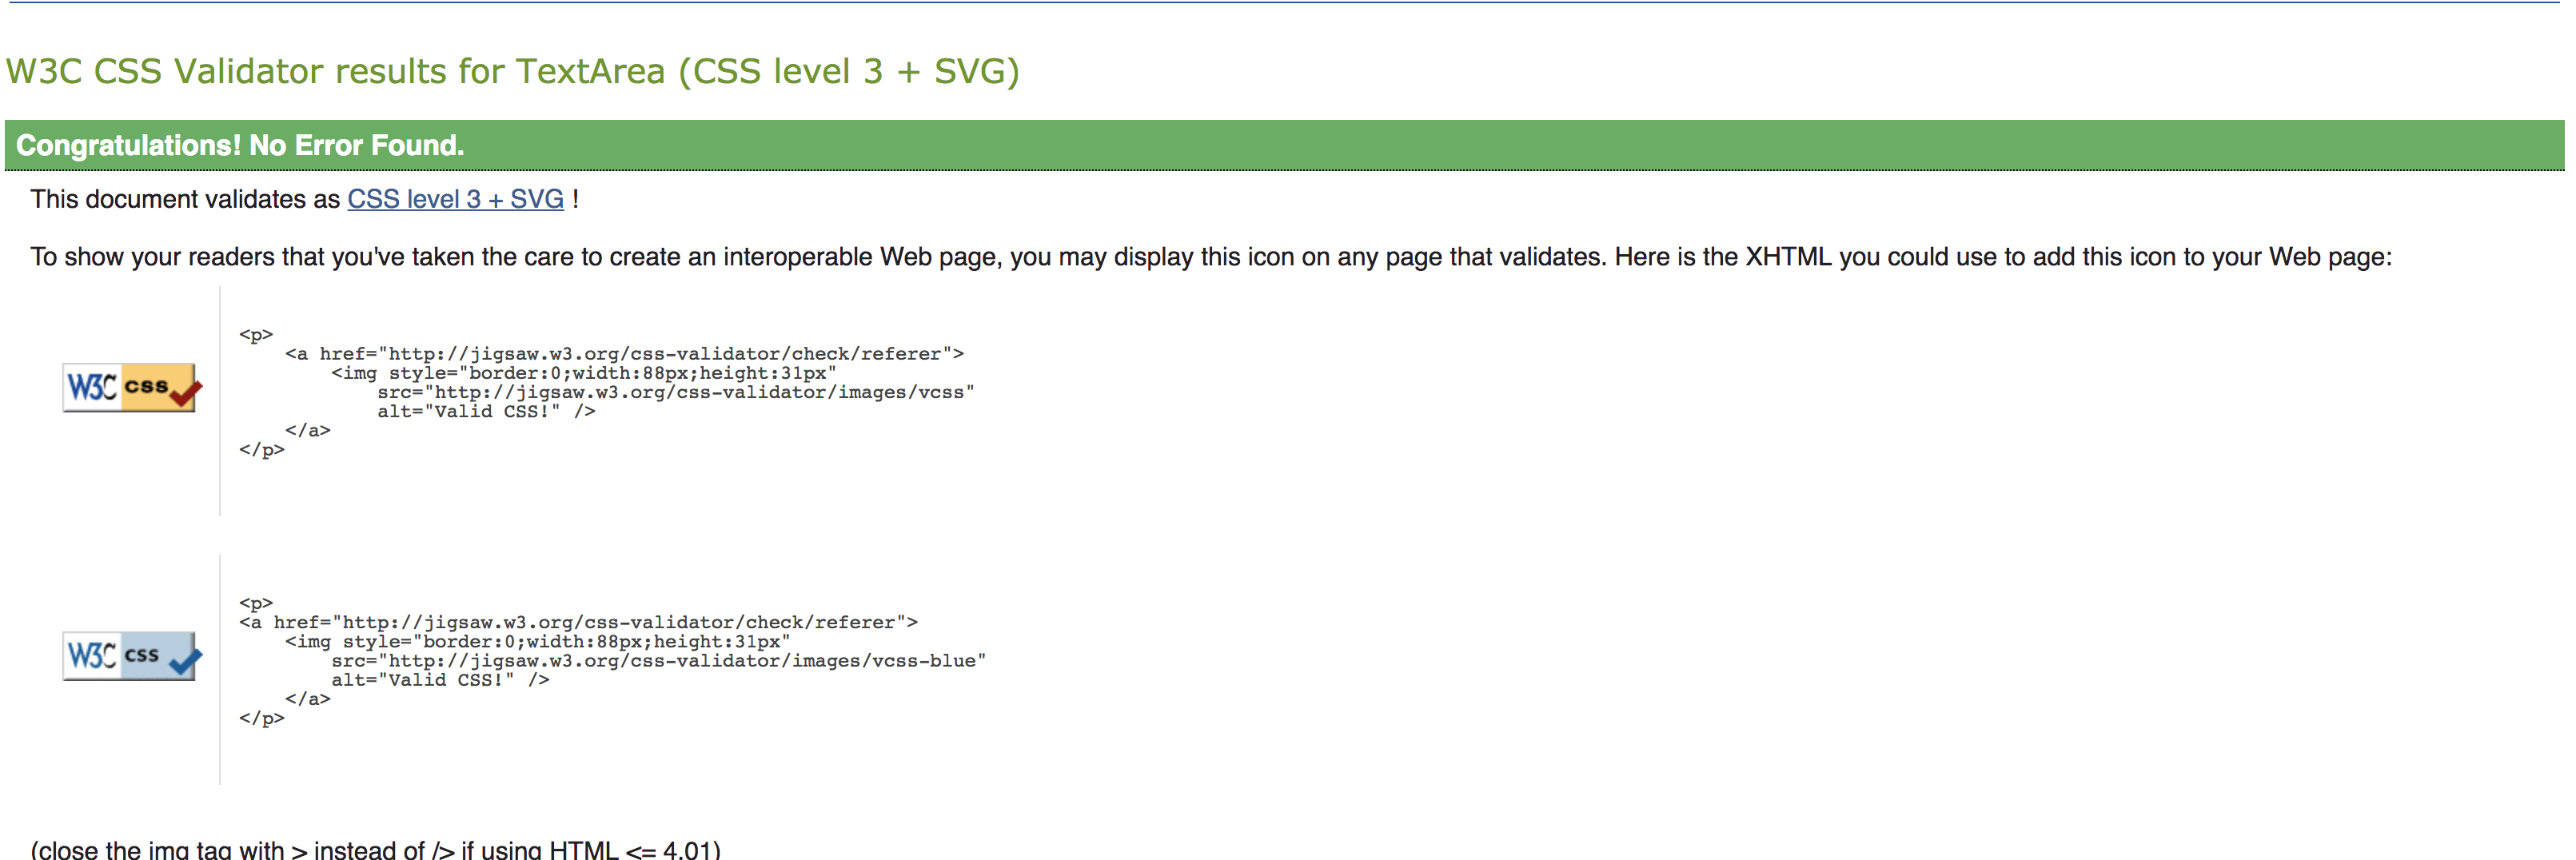 W3C CSS Validator results for TextArea (CSS level 3 + SVG)
Congratulations! No Error Found.
This document validates as CSS level 3 + SVG !
To show your readers that you've taken the care to create an interoperable Web page, you may display this icon on any page that validates. Here is the XHTML you could use to add this icon to your Web page:
W3C css
<p>
<a href="http://jigsaw.w3.org/css-validator/check/referer">
<img style="border:0;width:88px;height:31px"
src="http://jigsaw.w3.org/css-validator/images/vcss"
alt="Valid CSS!" />
</a>
</p>
W3C css
<p>
<a href="http://jigsaw.w3.org/css-validator/check/referer">
<img style="border:0;width:88px;height:31px"
src="http://jigsaw.w3.org/css-validator/images/vcss-blue"
alt="Valid CSS!" />
</a>
</p>
(close the img tag with > instead of /> if using HTML <= 4.01)